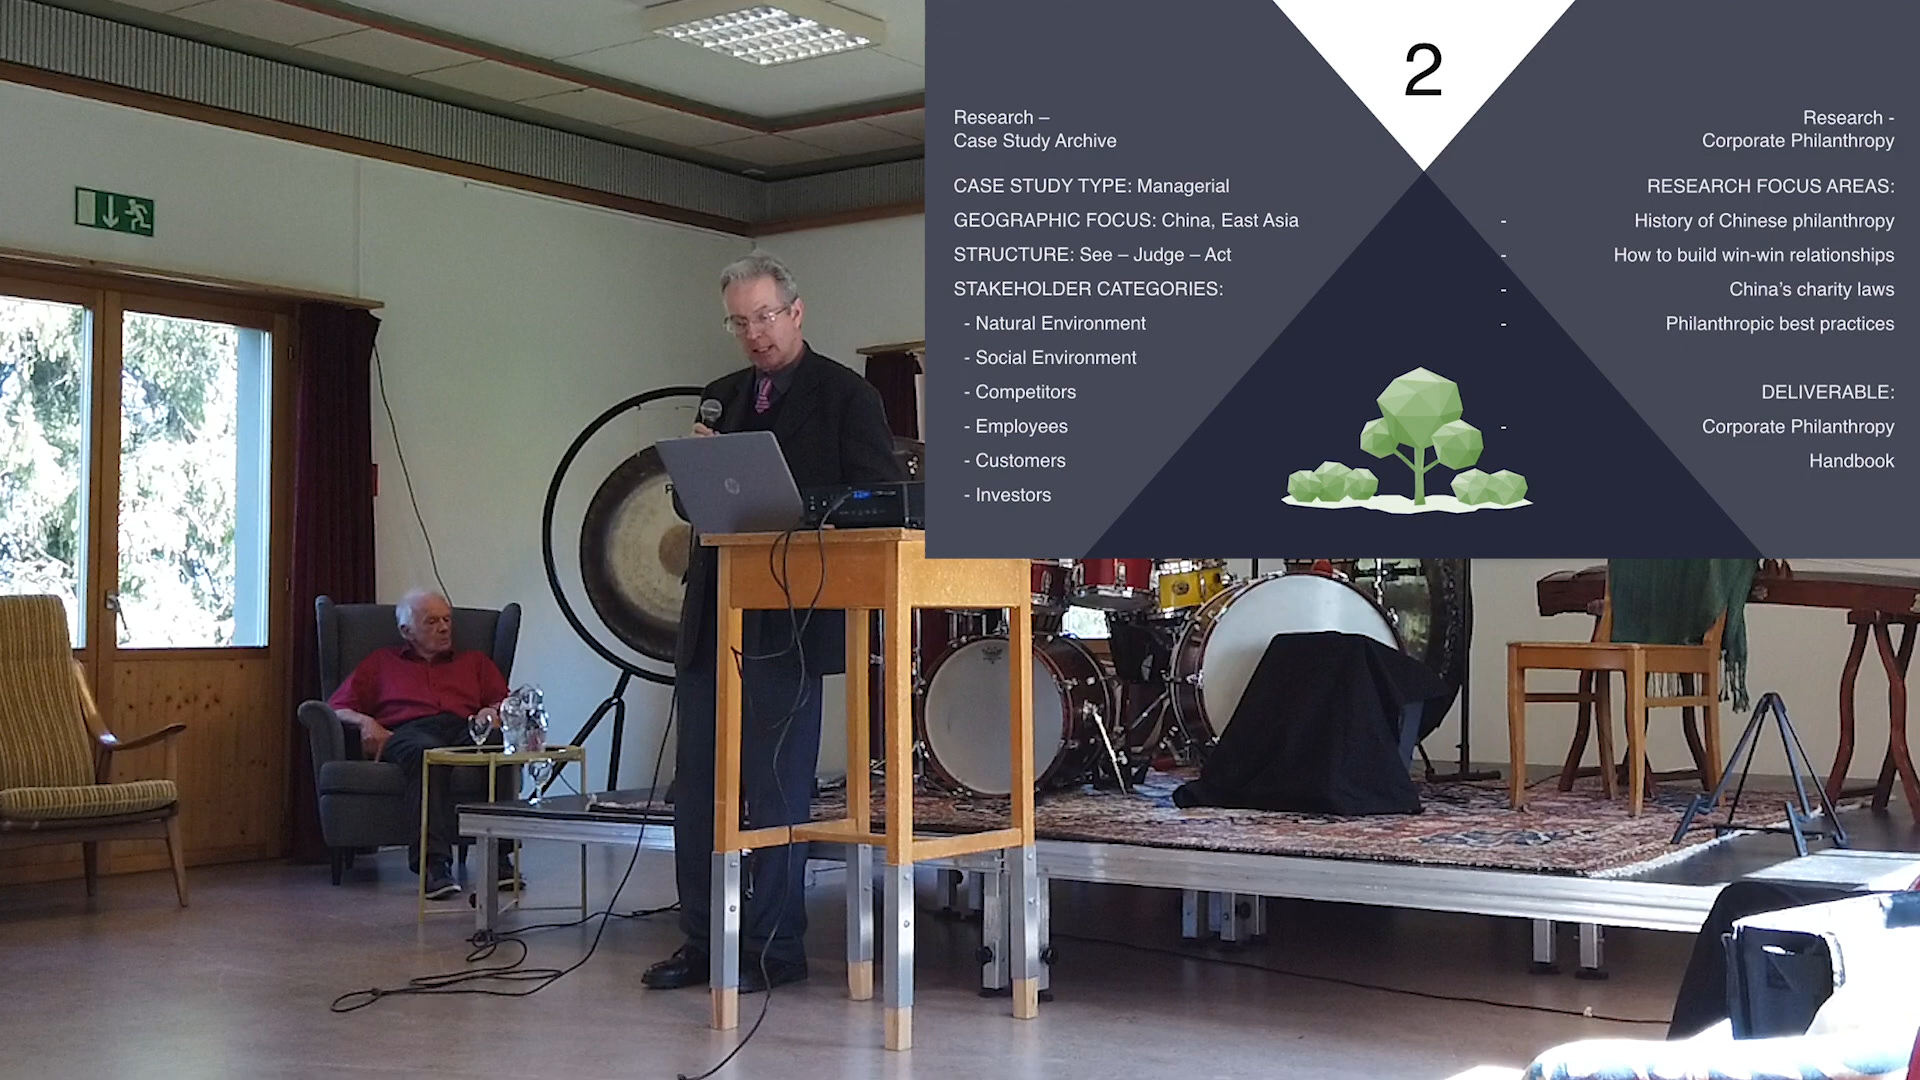 2
Research –
Case Study Archive
CASE STUDY TYPE: Managerial
GEOGRAPHIC FOCUS: China, East Asia
STRUCTURE: See – Judge – Act
STAKEHOLDER CATEGORIES:
- Natural Environment
- Social Environment
- Competitors
- Employees
- Customers
- Investors
Research -
Corporate Philanthropy
RESEARCH FOCUS AREAS:
- History of Chinese philanthropy
- How to build win-win relationships
- China's charity laws
- Philanthropic best practices
DELIVERABLE:
- Corporate Philanthropy
Handbook
hp